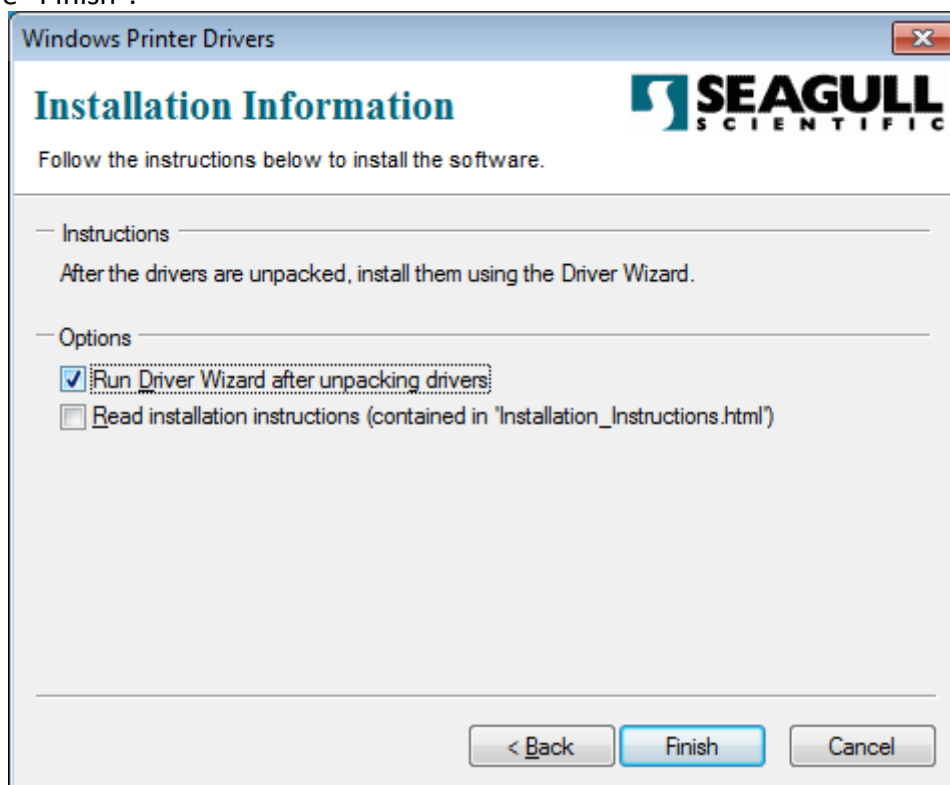 e "Finish".
Windows Printer Drivers
Installation Information
SEAGULL
SCIENTIFIC
Follow the instructions below to install the software.
Instructions
After the drivers are unpacked, install them using the Driver Wizard.
Options
Run Driver Wizard after unpacking drivers
Read installation instructions (contained in 'Installation_Instructions.html')
< Back
Finish
Cancel